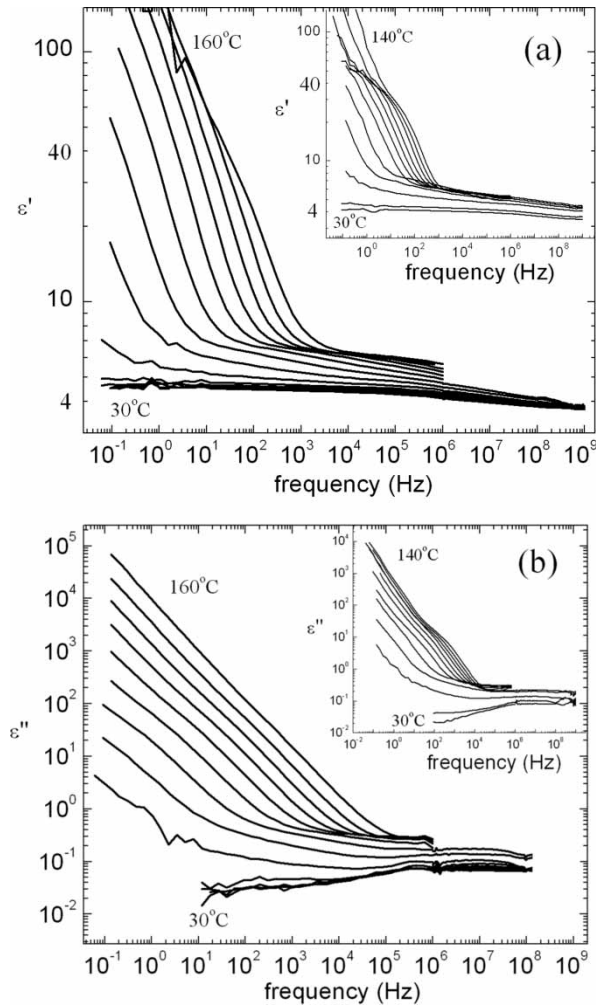 (a)
100
40
10
4
ε'
160°C
30°C
10⁻¹ 10⁰ 10¹ 10² 10³ 10⁴ 10⁵ 10⁶ 10⁷ 10⁸ 10⁹
frequency (Hz)
100
40
10
4
ε'
140°C
30°C
10⁰ 10² 10⁴ 10⁶ 10⁸
frequency (Hz)
(b)
10⁵
10⁴
10³
10²
10¹
10⁰
10⁻¹
10⁻²
ε"
160°C
30°C
10⁻¹ 10⁰ 10¹ 10² 10³ 10⁴ 10⁵ 10⁶ 10⁷ 10⁸ 10⁹
frequency (Hz)
10⁴
10³
10²
10¹
10⁰
10⁻¹
10⁻²
ε"
140°C
30°C
10⁻² 10⁰ 10² 10⁴ 10⁶ 10⁸
frequency (Hz)